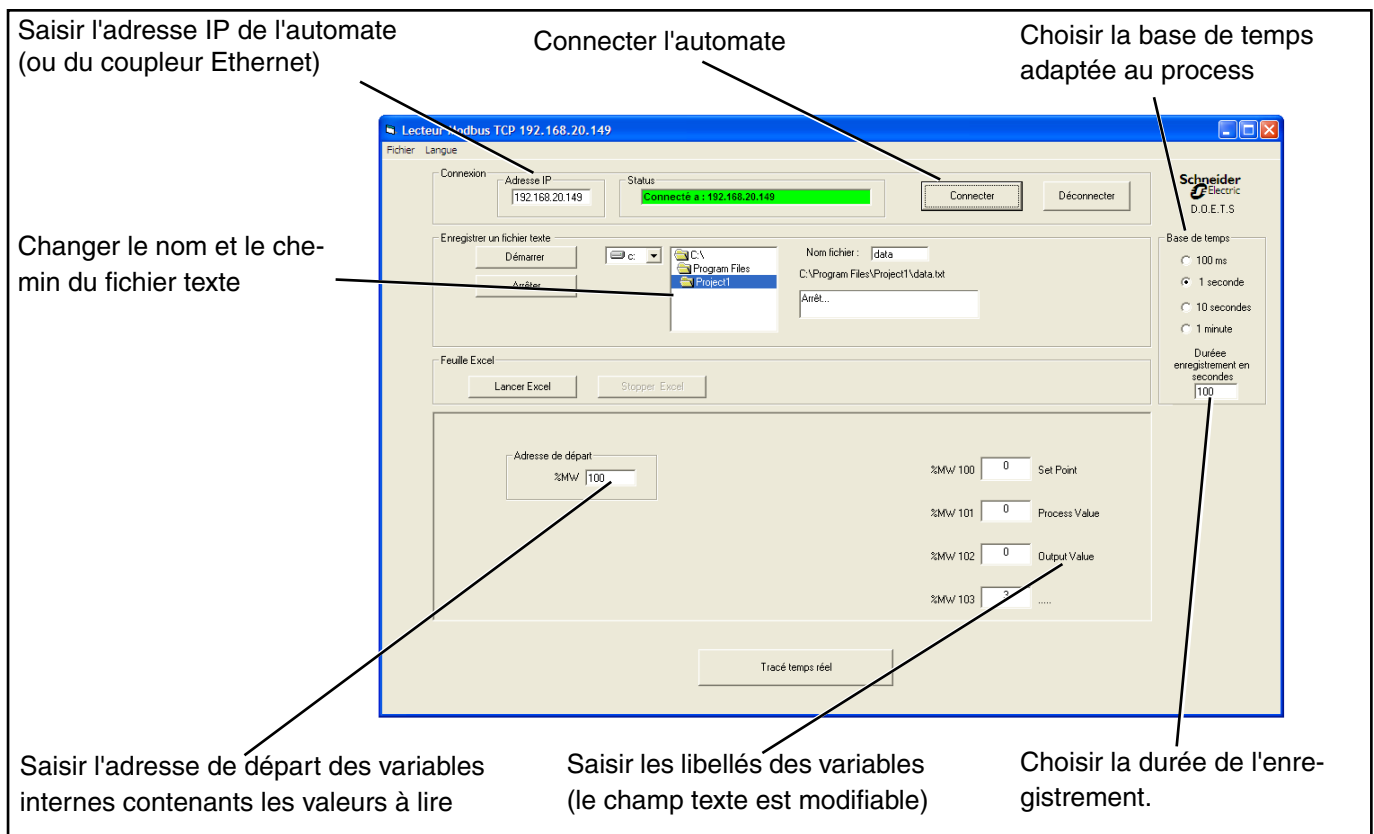 Saisir l'adresse IP de l'automate
(ou du coupleur Ethernet)
Connecter l'automate
Choisir la base de temps
adaptée au process
Lecteur Modbus TCP 192.168.20.149
Fichier Langue
Connexion
Adresse IP
192.168.20.149
Status
Connecté a : 192.168.20.149
Connecter
Déconnecter
Schneider
Electric
D.O.E.T.S
Changer le nom et le che-
min du fichier texte
Enregistrer un fichier texte
Démarrer
Arrêter
c:
C:\
Program Files
Project1
Nom fichier : data
C:\Program Files\Project1\data.txt
Arrêt...
Base de temps
100 ms
1 seconde
10 secondes
1 minute
Duréee
enregistrement en
secondes
100
Feuille Excel
Lancer Excel
Stopper Excel
Adresse de départ
%MW 100
%MW 100 0 Set Point
%MW 101 0 Process Value
%MW 102 0 Output Value
%MW 103 3 .....
Tracé temps réel
Saisir l'adresse de départ des variables
internes contenants les valeurs à lire
Saisir les libellés des variables
(le champ texte est modifiable)
Choisir la durée de l'enre-
gistrement.